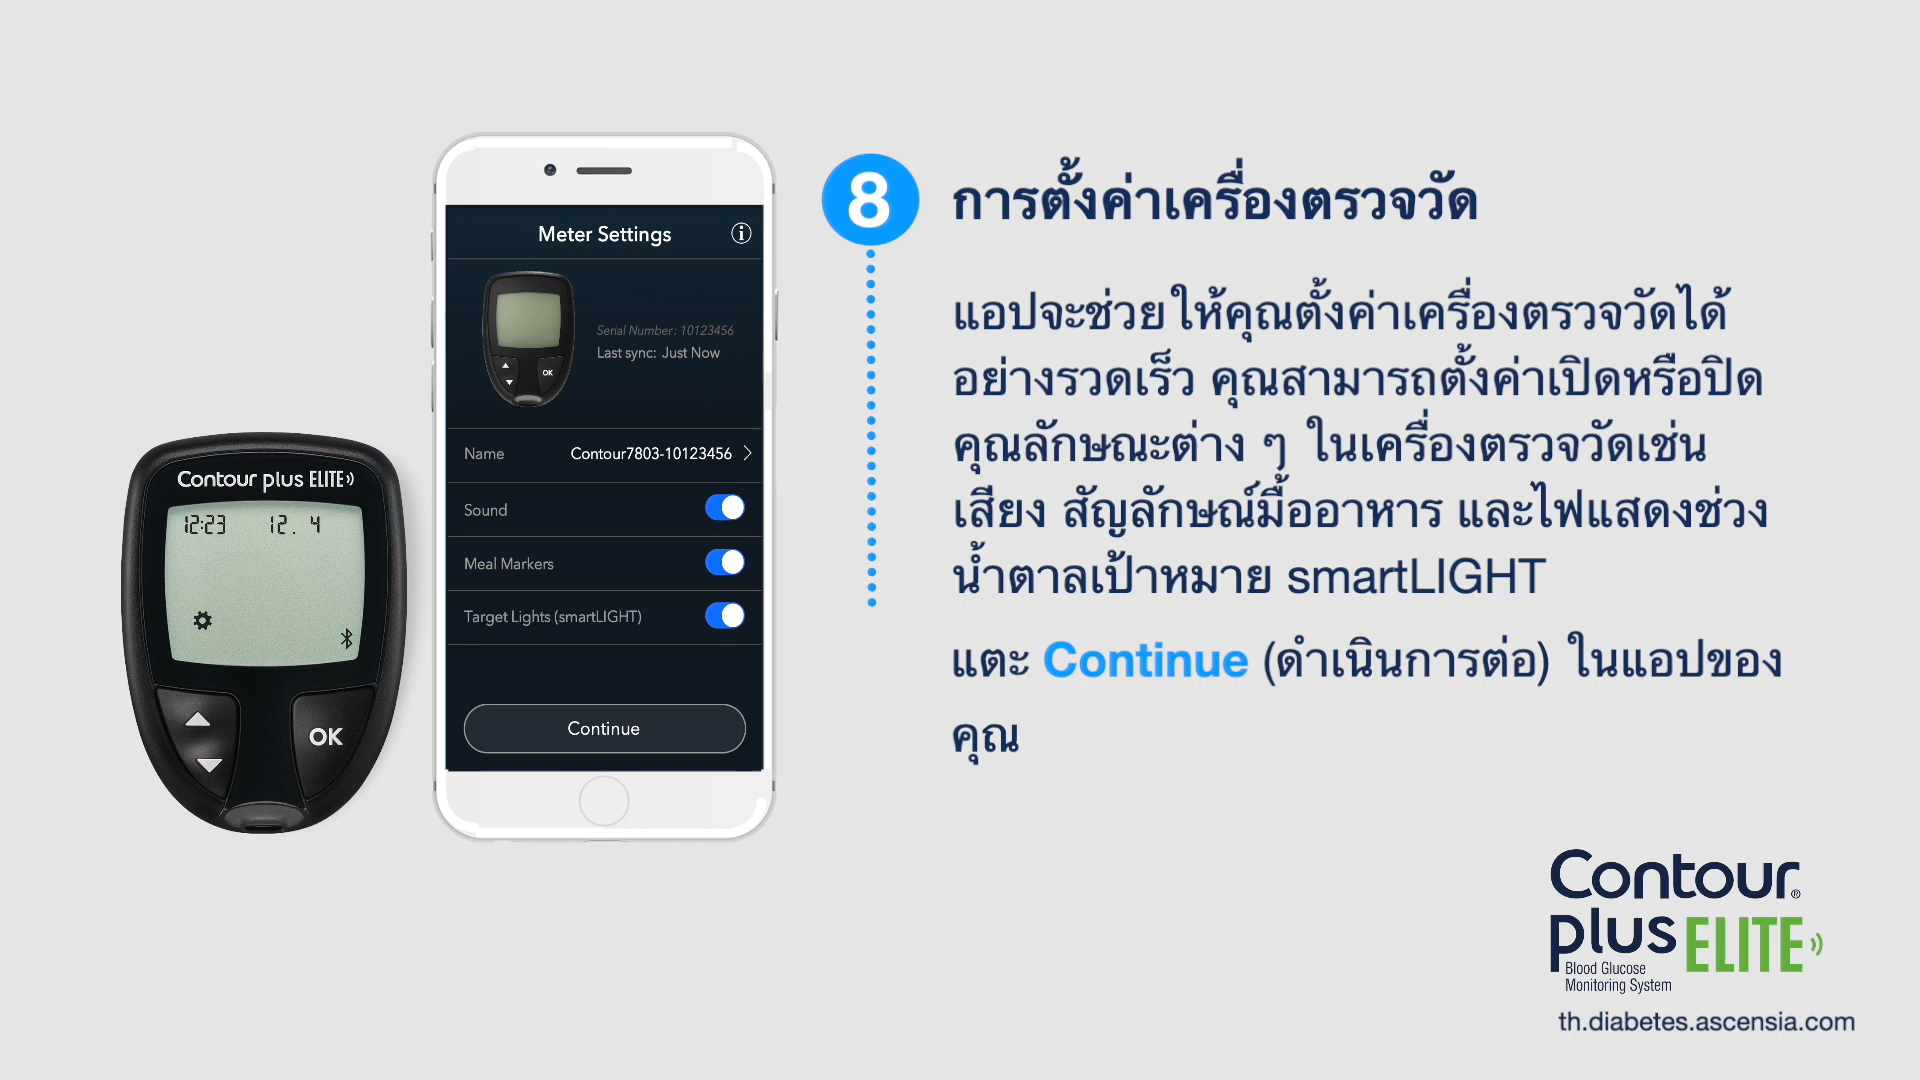 Contour plus ELITE
12:23 12. 4
OK
Meter Settings
Serial Number: 10123456
Last sync: Just Now
OK
Name Contour7803-10123456
Sound
Meal Markers
Target Lights (smartLIGHT)
Continue
8 การตั้งค่าเครื่องตรวจวัด
แอปจะช่วยให้คุณตั้งค่าเครื่องตรวจวัดได้
อย่างรวดเร็ว คุณสามารถตั้งค่าเปิดหรือปิด
คุณลักษณะต่าง ๆ ในเครื่องตรวจวัดเช่น
เสียง สัญลักษณ์มื้ออาหาร และไฟแสดงช่วง
น้ำตาลเป้าหมาย smartLIGHT
แตะ Continue (ดำเนินการต่อ) ในแอปของ
คุณ
Contour®
plus ELITE
Blood Glucose
Monitoring System
th.diabetes.ascensia.com